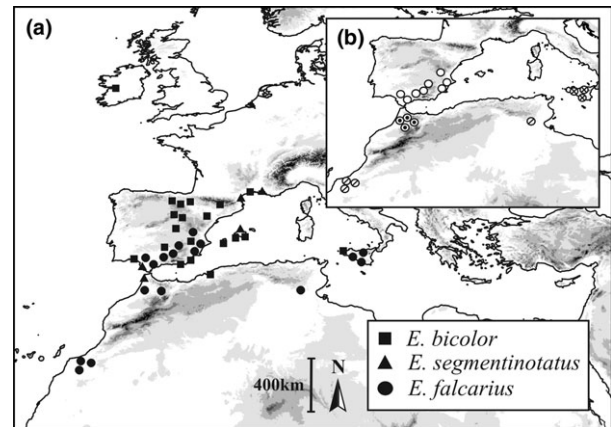 (a)
(b)
N
400km
E. bicolor
E. segmentinotatus
E. falcarius